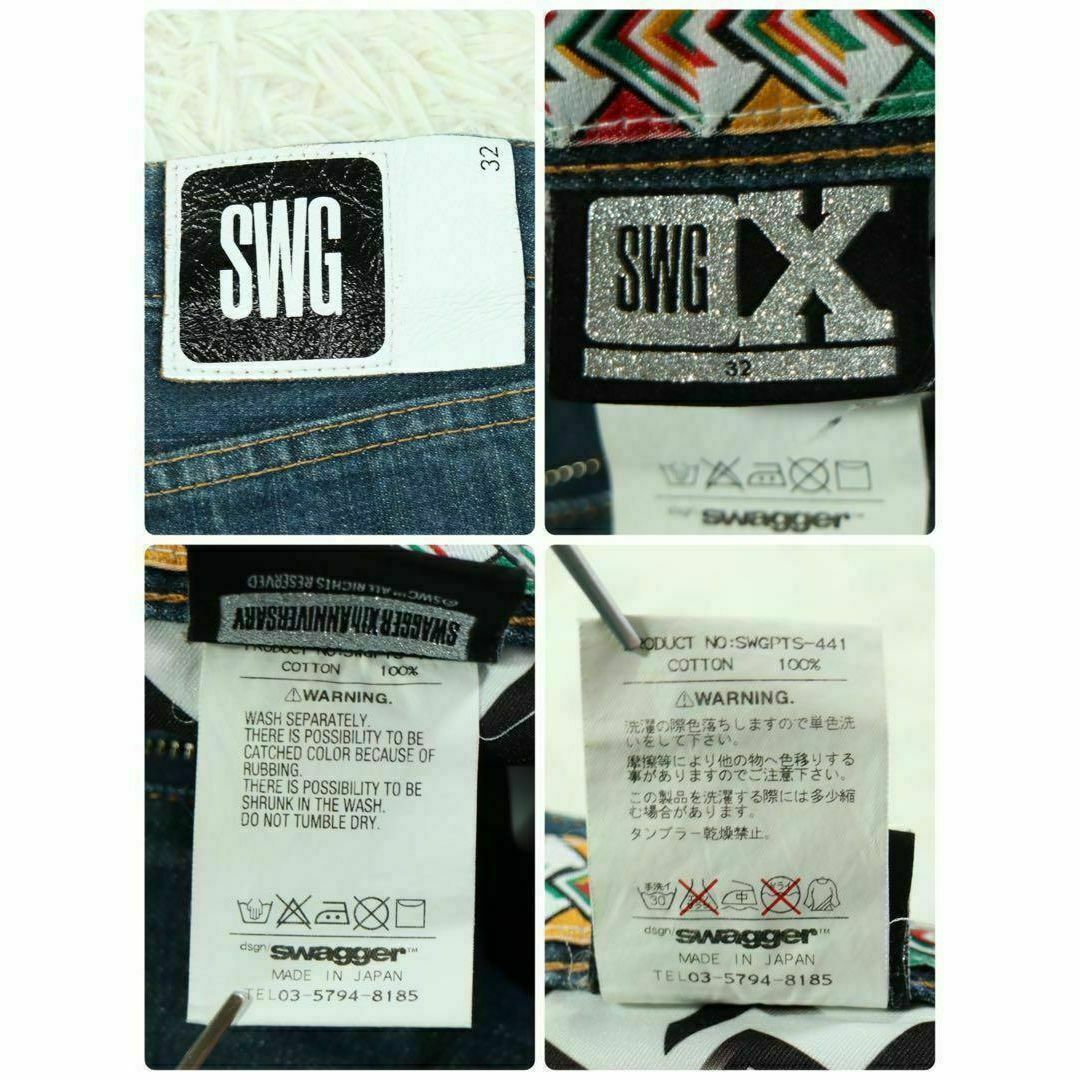 32
SWG
SWG X
32
swagger™
©SWG™ ALL RIGHTS RESERVED
SWAGGER Xth ANNIVERSARY
COTTON 100%
⚠WARNING.
WASH SEPARATELY.
THERE IS POSSIBILITY TO BE
CATCHED COLOR BECAUSE OF
RUBBING.
THERE IS POSSIBILITY TO BE
SHRUNK IN THE WASH.
DO NOT TUMBLE DRY.
dsgn/swagger™
MADE IN JAPAN
TEL03-5794-8185
PRODUCT NO:SWGPTS-441
COTTON 100%
⚠WARNING.
洗濯の際色落ちしますので単色洗
いをして下さい。
摩擦等により他の物へ色移りする
事がありますのでご注意下さい。
この製品を洗濯する際には多少縮
む場合があります。
タンブラー乾燥禁止。
手洗イ 30 中 ドライ
dsgn/swagger™
MADE IN JAPAN
TEL03-5794-8185